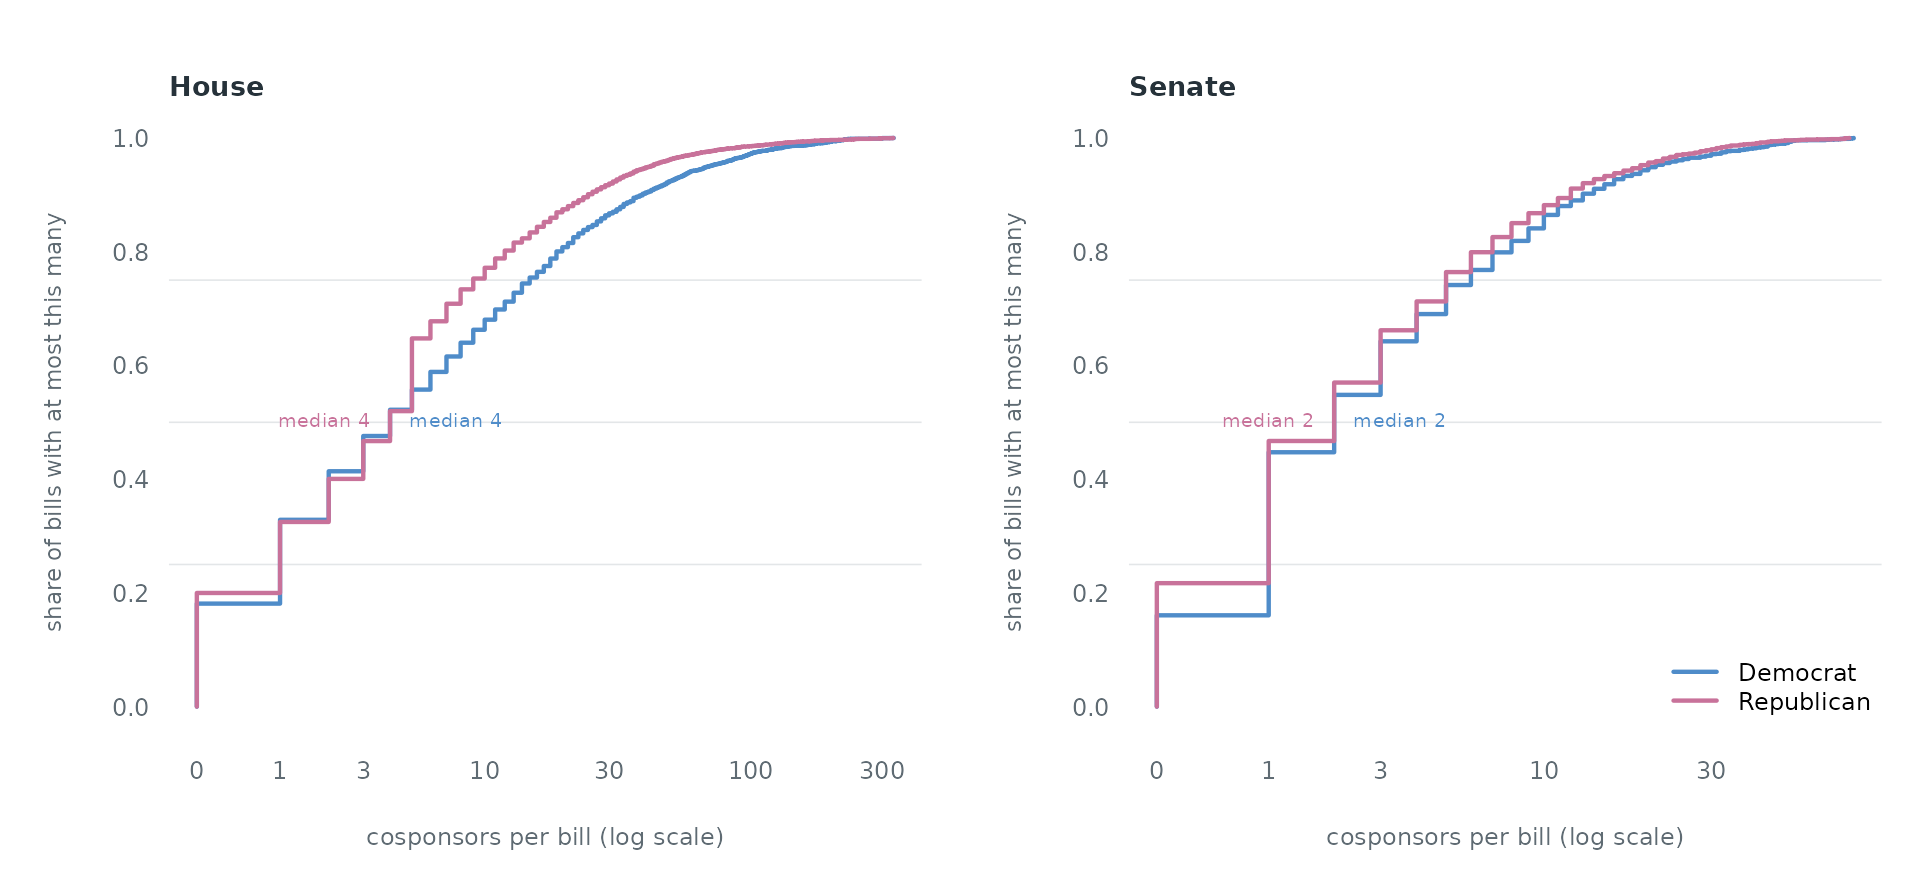 House
share of bills with at most this many
1.0
0.8
0.6
0.4
0.2
0.0
median 4
median 4
0 1 3 10 30 100 300
cosponsors per bill (log scale)
Senate
share of bills with at most this many
1.0
0.8
0.6
0.4
0.2
0.0
median 2
median 2
Democrat
Republican
0 1 3 10 30
cosponsors per bill (log scale)